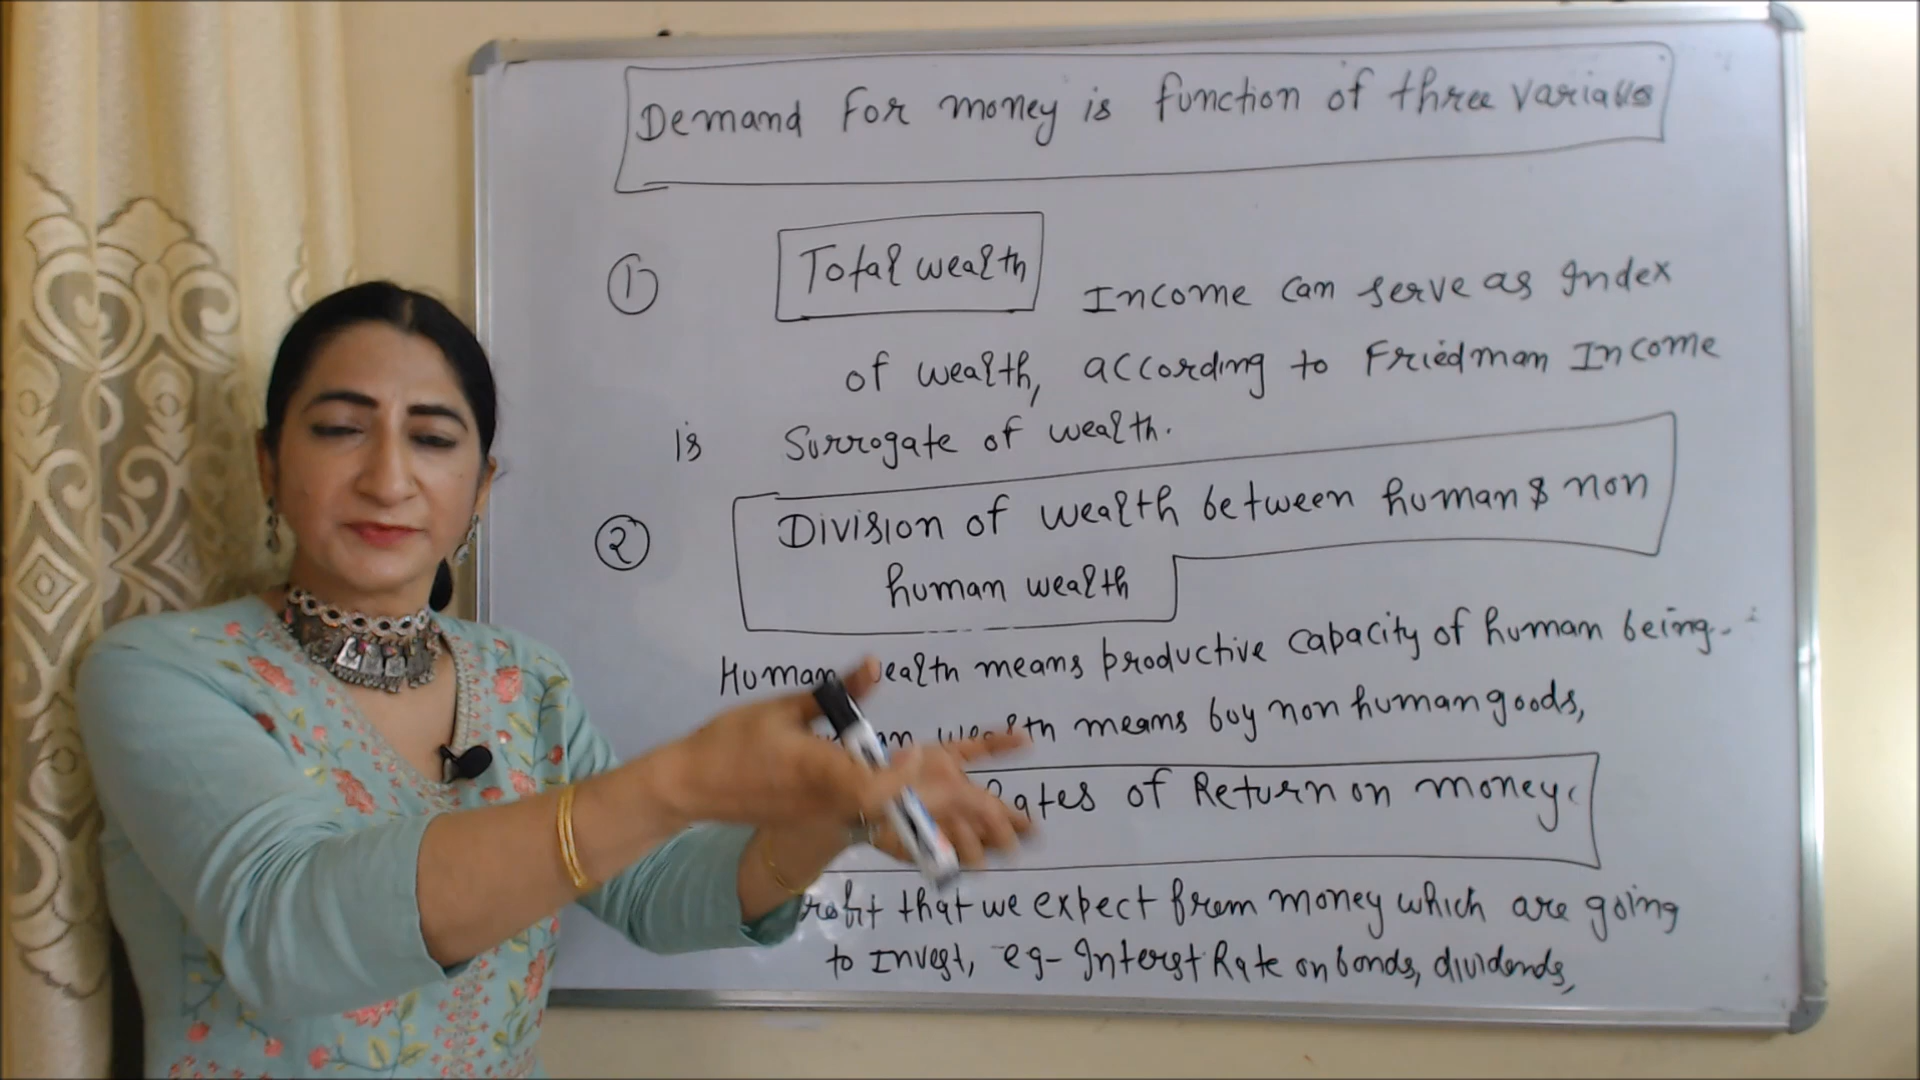 Demand for money is function of three variables
① Total wealth Income can serve as Index
of wealth, according to Friedman Income
is Surrogate of wealth.
② Division of wealth between human & non
human wealth
Human wealth means productive capacity of human being.
wealth means buy non human goods,
Rates of Return on money
that we expect from money which are going
to Invest, eg- Interst Rate on bonds, dividends,